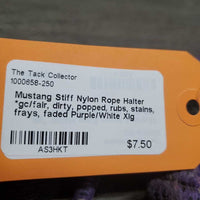 The Tack Collector
1000658-250
Mustang Stiff Nylon Rope Halter
*gc/fair, dirty, popped, rubs, stains,
frays, faded Purple/White Xlg
$7.50
AS3HKT